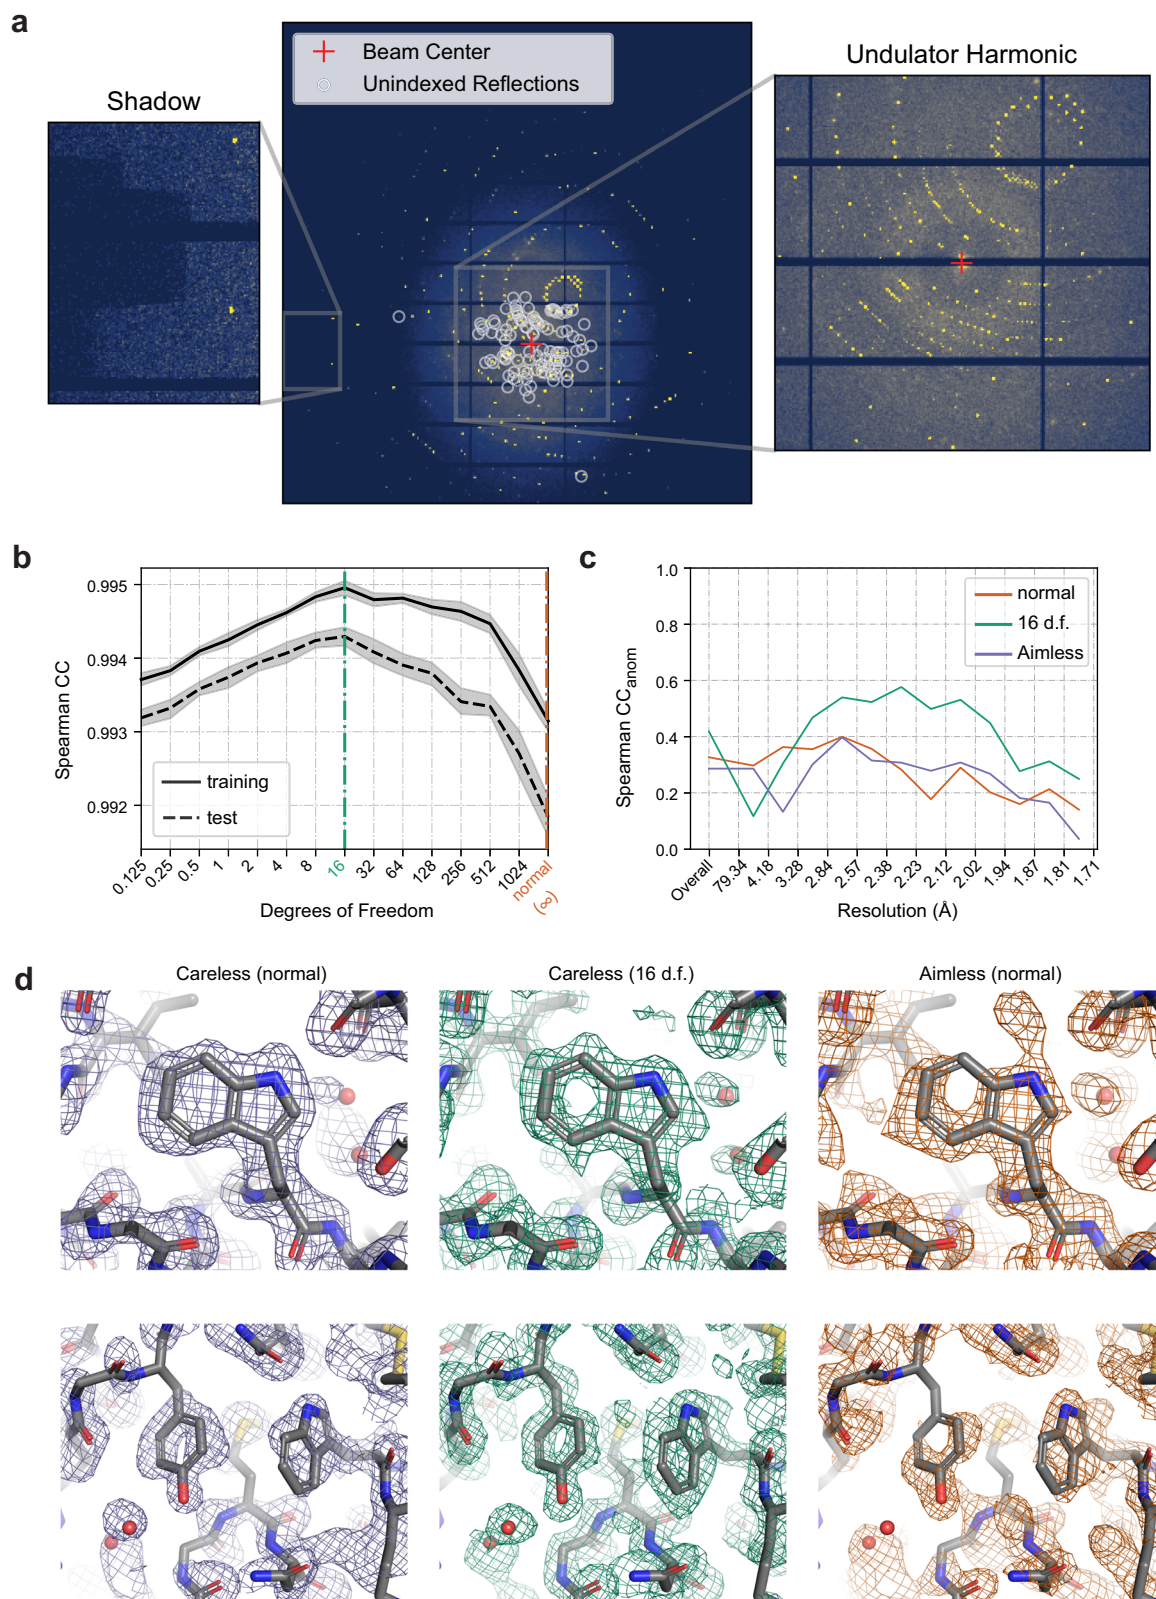 a
Beam Center
Unindexed Reflections
Shadow
Undulator Harmonic
b
Spearman CC
0.995
0.994
0.993
0.992
training
test
0.125
0.25
0.5
1
2
4
8
16
32
64
128
256
512
1024
normal
(∞)
Degrees of Freedom
c
Spearman CCanom
1.0
0.8
0.6
0.4
0.2
0.0
normal
16 d.f.
Aimless
Overall
79.34
4.18
3.28
2.84
2.57
2.38
2.23
2.12
2.02
1.94
1.87
1.81
1.71
Resolution (Å)
d
Careless (normal)
Careless (16 d.f.)
Aimless (normal)